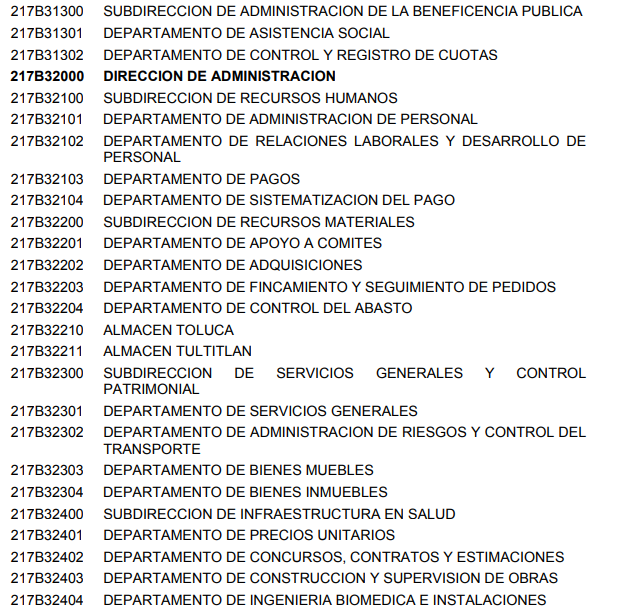 217B31300 SUBDIRECCION DE ADMINISTRACION DE LA BENEFICENCIA PUBLICA
217B31301 DEPARTAMENTO DE ASISTENCIA SOCIAL
217B31302 DEPARTAMENTO DE CONTROL Y REGISTRO DE CUOTAS
217B32000 DIRECCION DE ADMINISTRACION
217B32100 SUBDIRECCION DE RECURSOS HUMANOS
217B32101 DEPARTAMENTO DE ADMINISTRACION DE PERSONAL
217B32102 DEPARTAMENTO DE RELACIONES LABORALES Y DESARROLLO DE
PERSONAL
217B32103 DEPARTAMENTO DE PAGOS
217B32104 DEPARTAMENTO DE SISTEMATIZACION DEL PAGO
217B32200 SUBDIRECCION DE RECURSOS MATERIALES
217B32201 DEPARTAMENTO DE APOYO A COMITES
217B32202 DEPARTAMENTO DE ADQUISICIONES
217B32203 DEPARTAMENTO DE FINCAMIENTO Y SEGUIMIENTO DE PEDIDOS
217B32204 DEPARTAMENTO DE CONTROL DEL ABASTO
217B32210 ALMACEN TOLUCA
217B32211 ALMACEN TULTITLAN
217B32300 SUBDIRECCION DE SERVICIOS GENERALES Y CONTROL
PATRIMONIAL
217B32301 DEPARTAMENTO DE SERVICIOS GENERALES
217B32302 DEPARTAMENTO DE ADMINISTRACION DE RIESGOS Y CONTROL DEL
TRANSPORTE
217B32303 DEPARTAMENTO DE BIENES MUEBLES
217B32304 DEPARTAMENTO DE BIENES INMUEBLES
217B32400 SUBDIRECCION DE INFRAESTRUCTURA EN SALUD
217B32401 DEPARTAMENTO DE PRECIOS UNITARIOS
217B32402 DEPARTAMENTO DE CONCURSOS, CONTRATOS Y ESTIMACIONES
217B32403 DEPARTAMENTO DE CONSTRUCCION Y SUPERVISION DE OBRAS
217B32404 DEPARTAMENTO DE INGENIERIA BIOMEDICA E INSTALACIONES